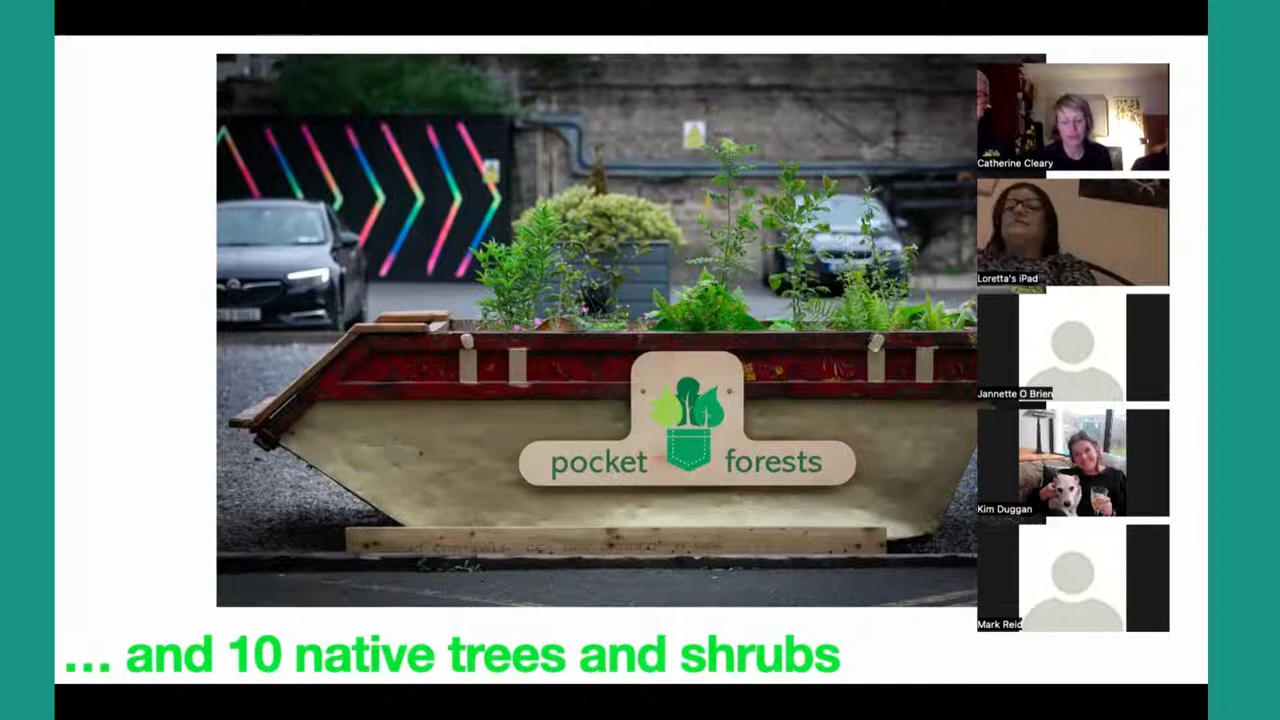 Catherine Cleary
Loretta's iPad
Jannette O Brien
Kim Duggan
Mark Reid
pocket forests
... and 10 native trees and shrubs